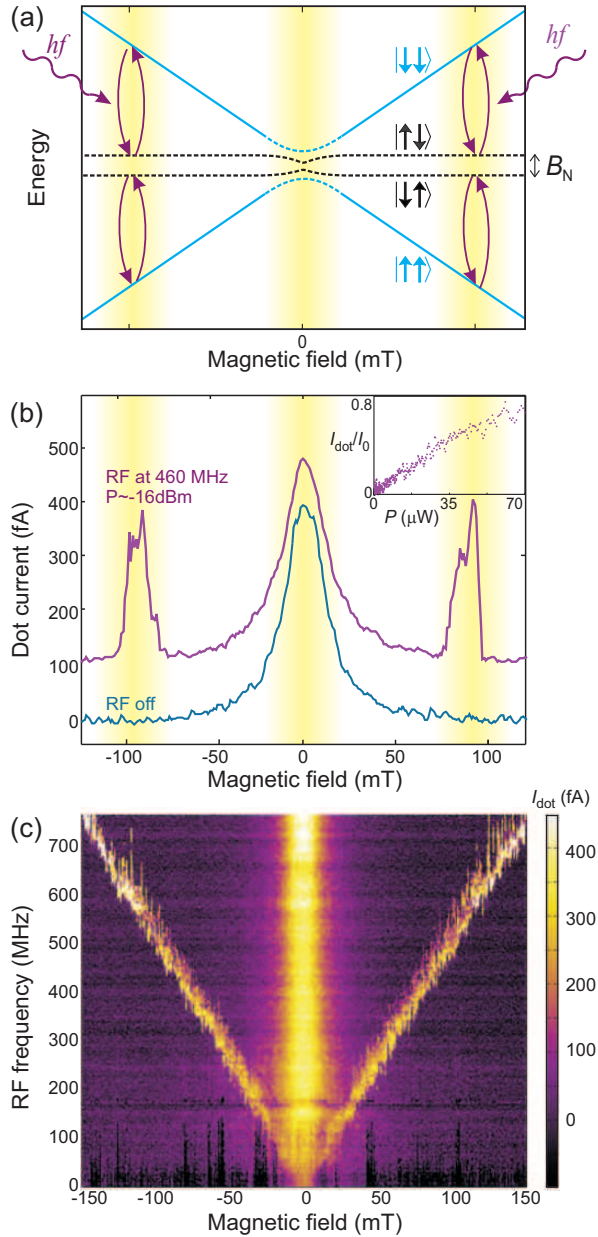 (a)
hf
hf
|↓↓⟩
|↑↓⟩
B_N
|↓↑⟩
|↑↑⟩
Energy
0
Magnetic field (mT)
(b)
500
400
300
200
100
0
Dot current (fA)
RF at 460 MHz
P~-16dBm
RF off
0.8
I_dot/I_0
0
0 35 70
P (μW)
-100 -50 0 50 100
Magnetic field (mT)
(c)
I_dot (fA)
700
600
500
400
300
200
100
0
RF frequency (MHz)
400
300
200
100
0
-150 -100 -50 0 50 100 150
Magnetic field (mT)